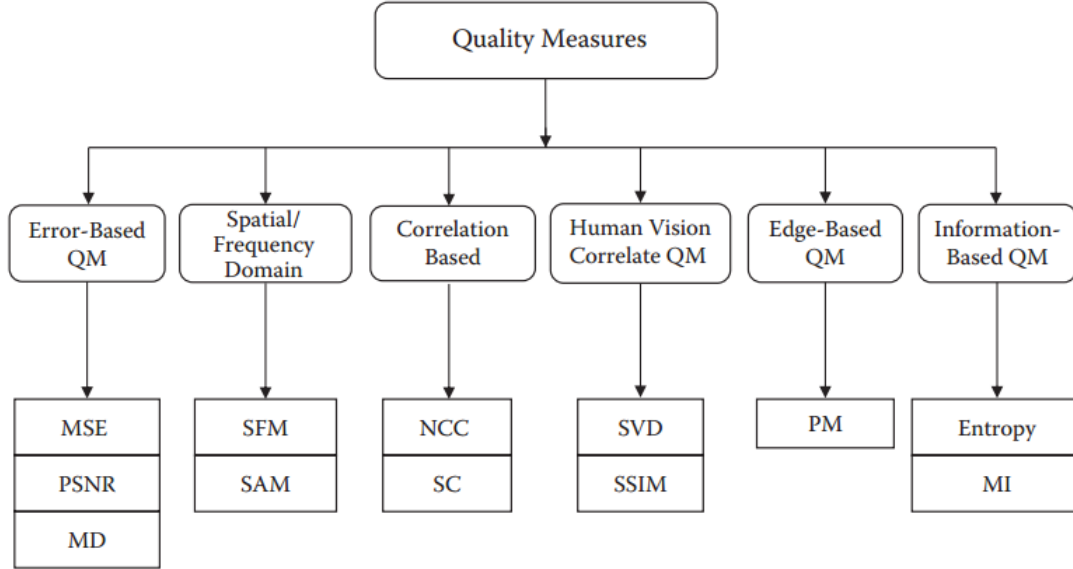 Quality Measures
Error-Based
QM
Spatial/
Frequency
Domain
Correlation
Based
Human Vision
Correlate QM
Edge-Based
QM
Information-
Based QM
MSE
PSNR
MD
SFM
SAM
NCC
SC
SVD
SSIM
PM
Entropy
MI